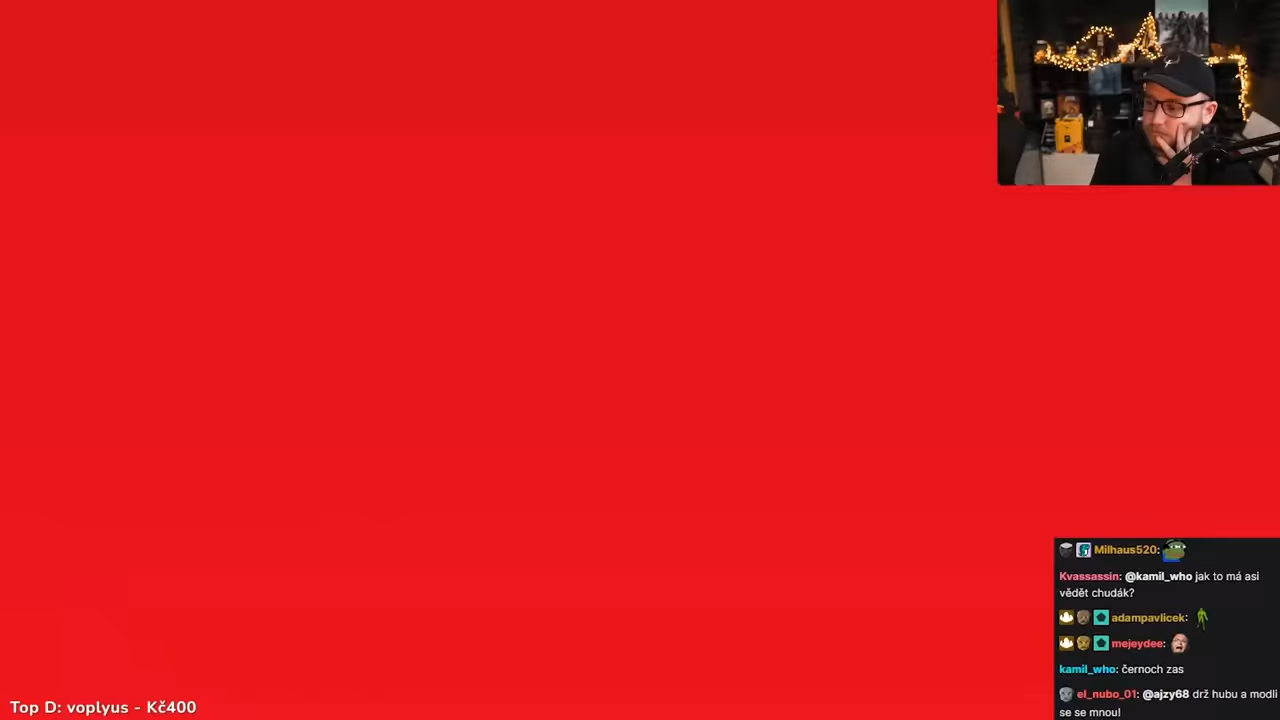 Milhaus520:
Kvassassin: @kamil_who jak to má asi
vědět chudák?
adampavlicek:
mejeydee:
kamil_who: černoch zas
el_nubo_01: @ajzy68 drž hubu a modli
se se mnou!
Top D: voplyus - Kč400